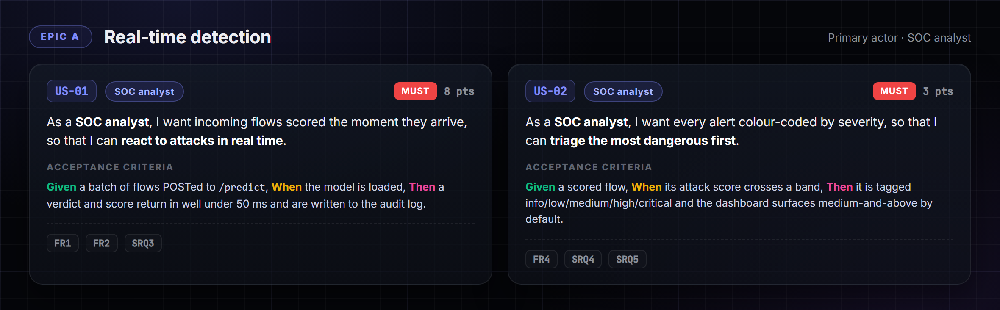 EPIC A
Real-time detection
Primary actor · SOC analyst
US-01
SOC analyst
MUST
8 pts
As a SOC analyst, I want incoming flows scored the moment they arrive,
so that I can react to attacks in real time.
ACCEPTANCE CRITERIA
Given a batch of flows POSTed to /predict, When the model is loaded, Then a
verdict and score return in well under 50 ms and are written to the audit log.
FR1
FR2
SRQ3
US-02
SOC analyst
MUST
3 pts
As a SOC analyst, I want every alert colour-coded by severity, so that I
can triage the most dangerous first.
ACCEPTANCE CRITERIA
Given a scored flow, When its attack score crosses a band, Then it is tagged
info/low/medium/high/critical and the dashboard surfaces medium-and-above by
default.
FR4
SRQ4
SRQ5